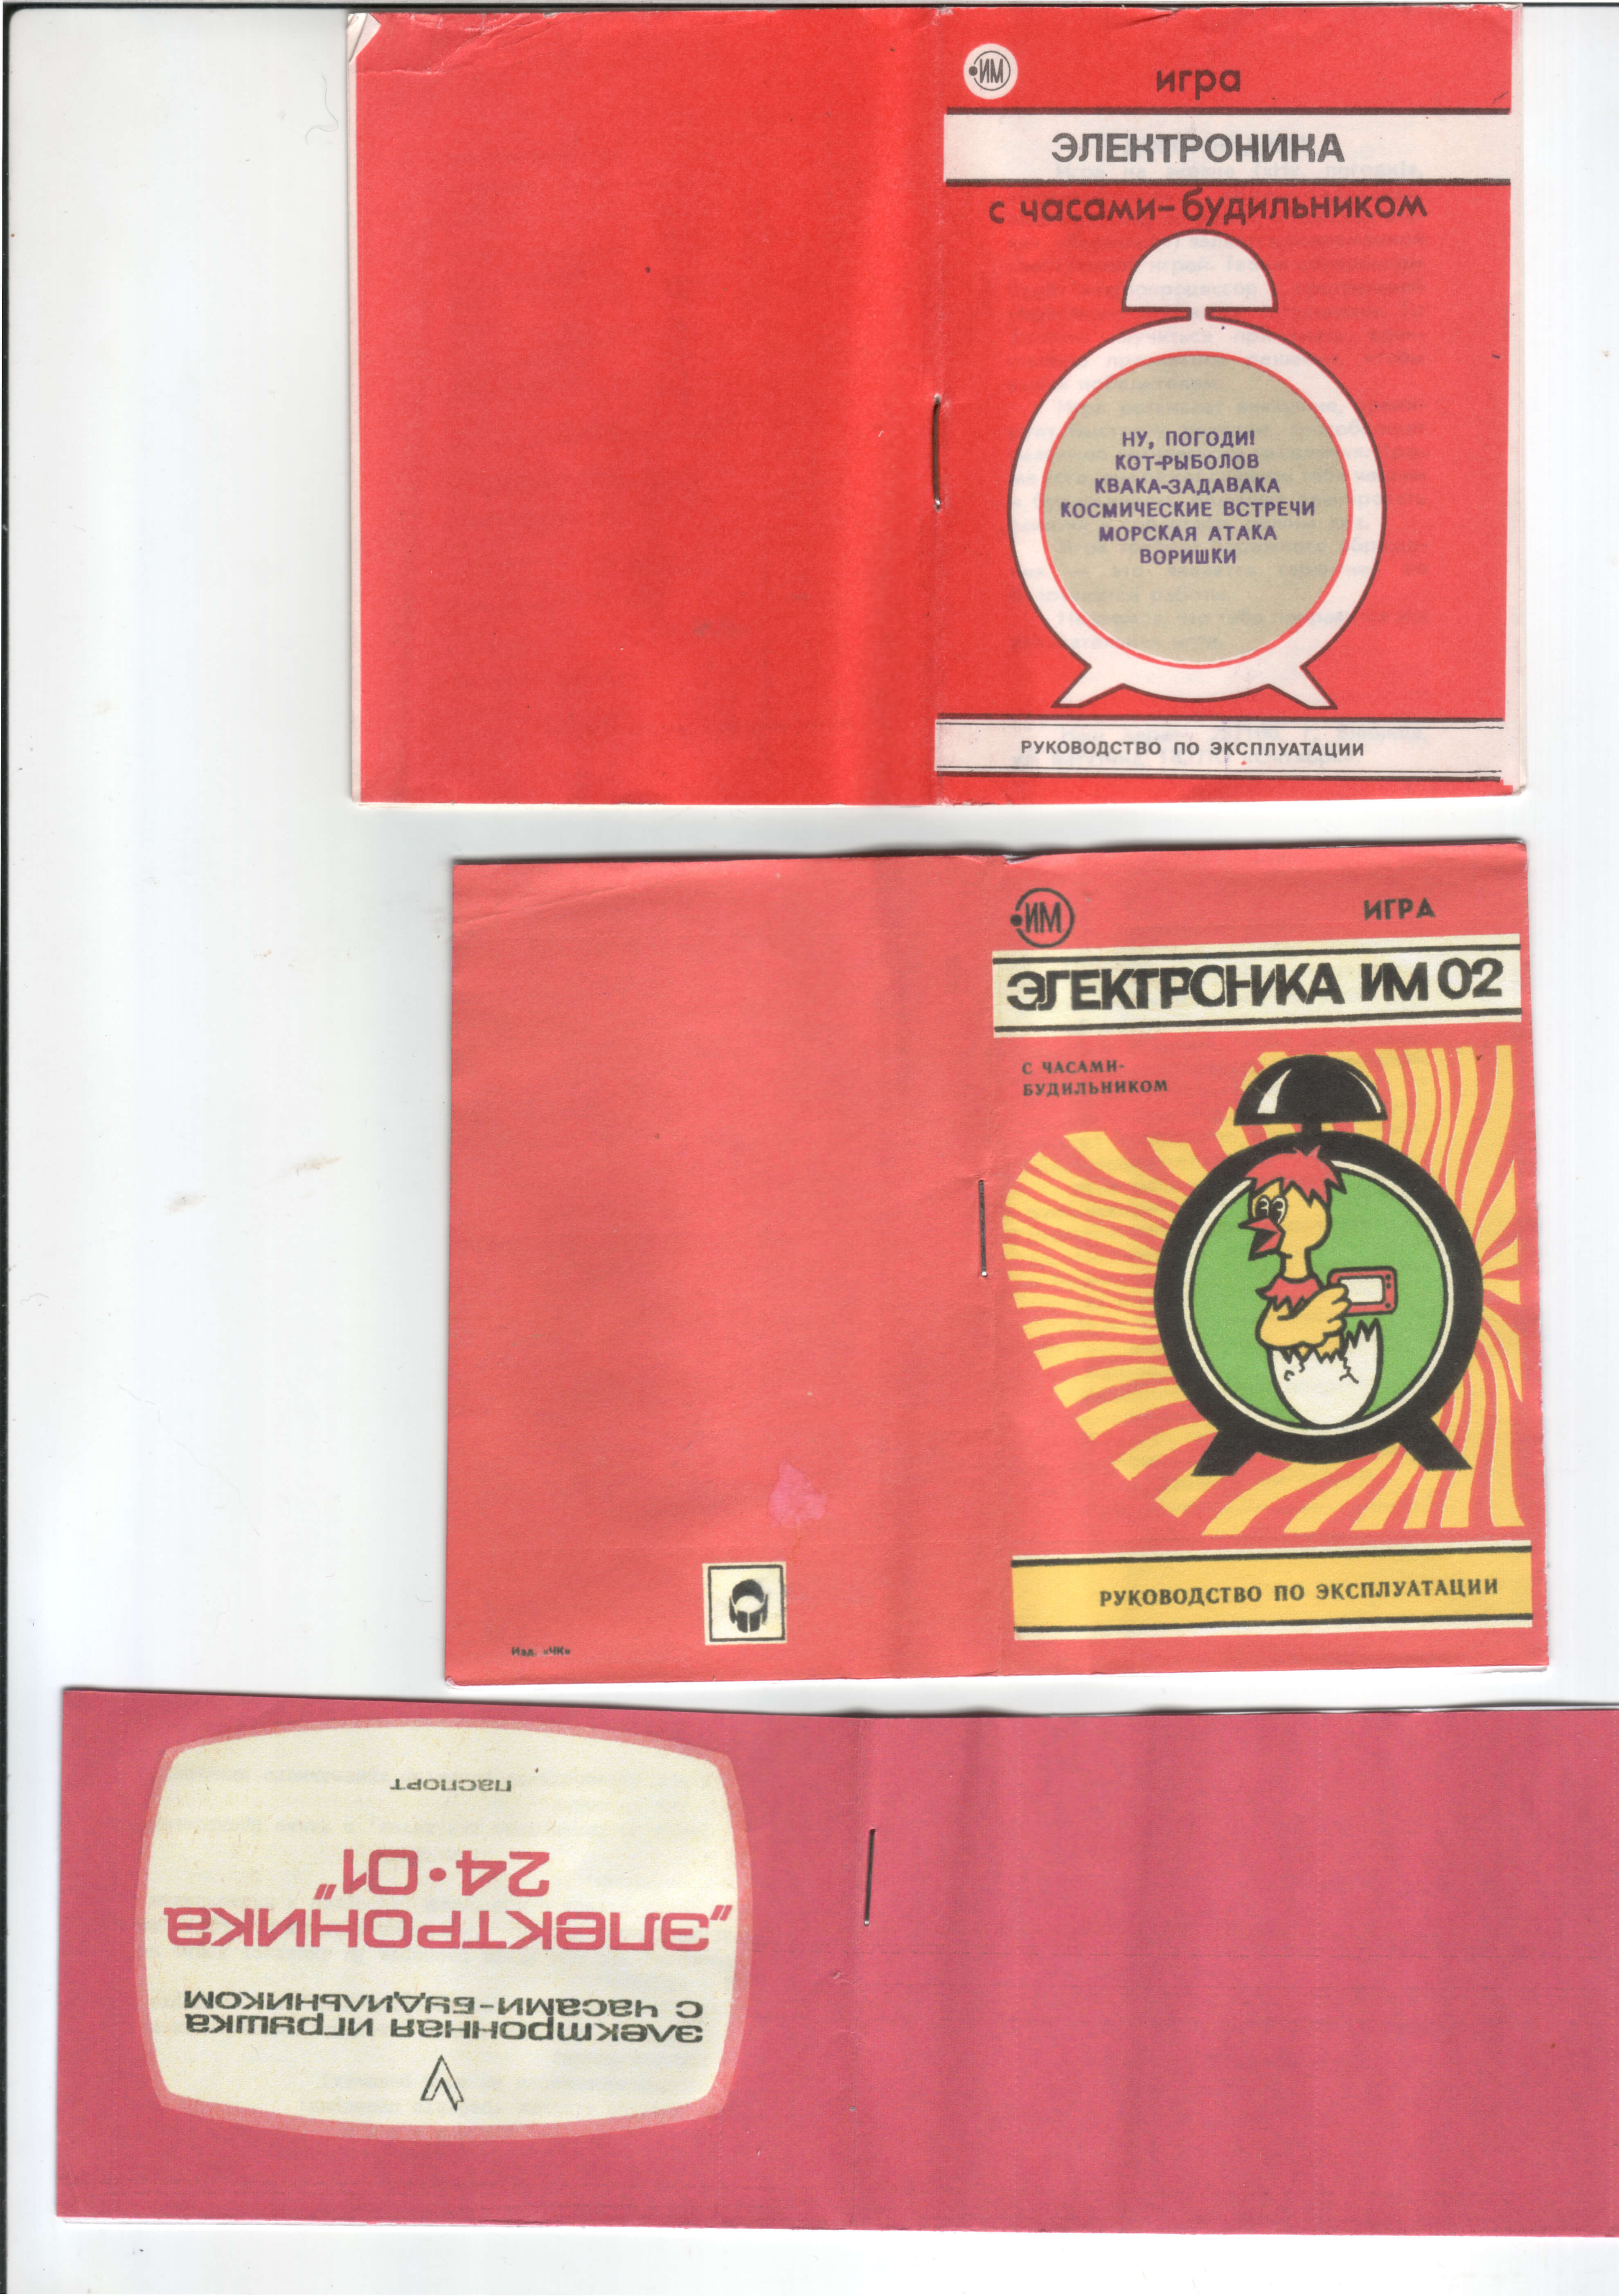 ИМ
игра
ЭЛЕКТРОНИКА
с часами-будильником
НУ, ПОГОДИ!
КОТ-РЫБОЛОВ
КВАКА-ЗАДАВАКА
КОСМИЧЕСКИЕ ВСТРЕЧИ
МОРСКАЯ АТАКА
ВОРИШКИ
РУКОВОДСТВО ПО ЭКСПЛУАТАЦИИ
ИМ
ИГРА
ЭЛЕКТРОНИКА ИМ 02
С ЧАСАМИ-
БУДИЛЬНИКОМ
РУКОВОДСТВО ПО ЭКСПЛУАТАЦИИ
Изд. «ЧК»
электронная игрушка
с часами-будильником
"электроника
24·01"
паспорт